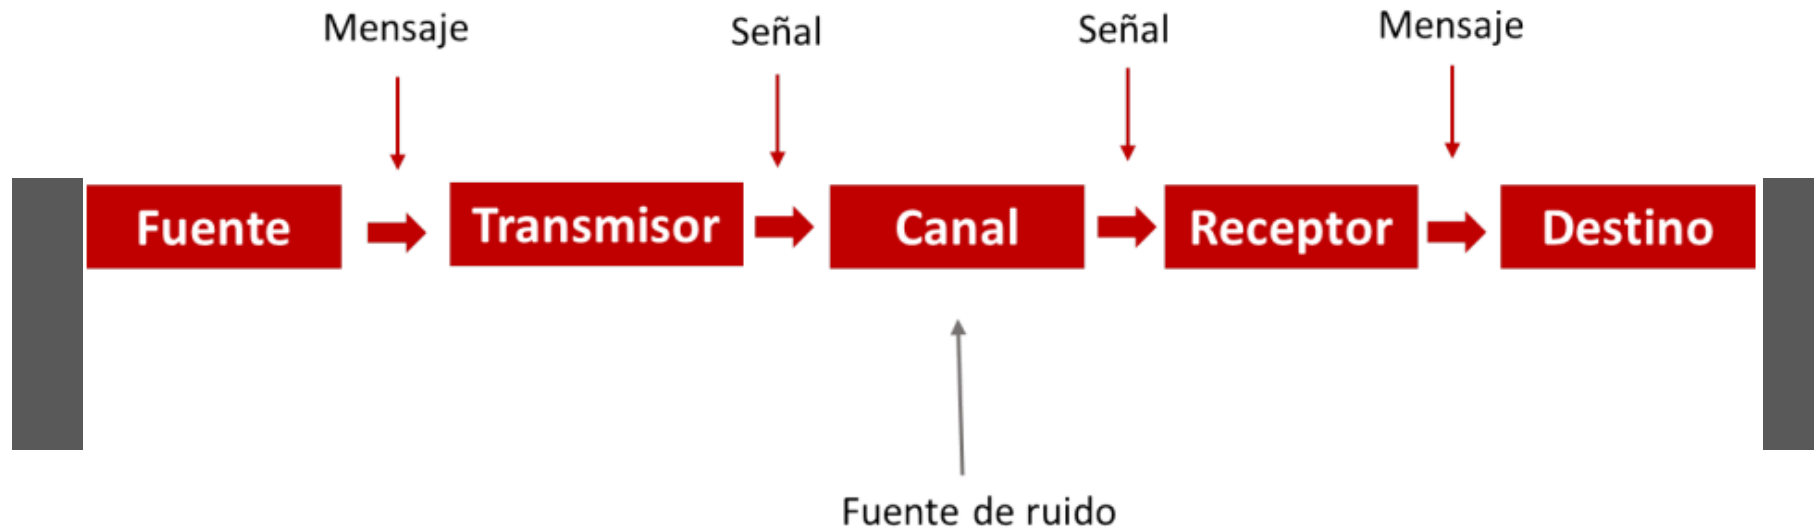 Mensaje
Señal
Señal
Mensaje
Fuente
Transmisor
Canal
Receptor
Destino
Fuente de ruido